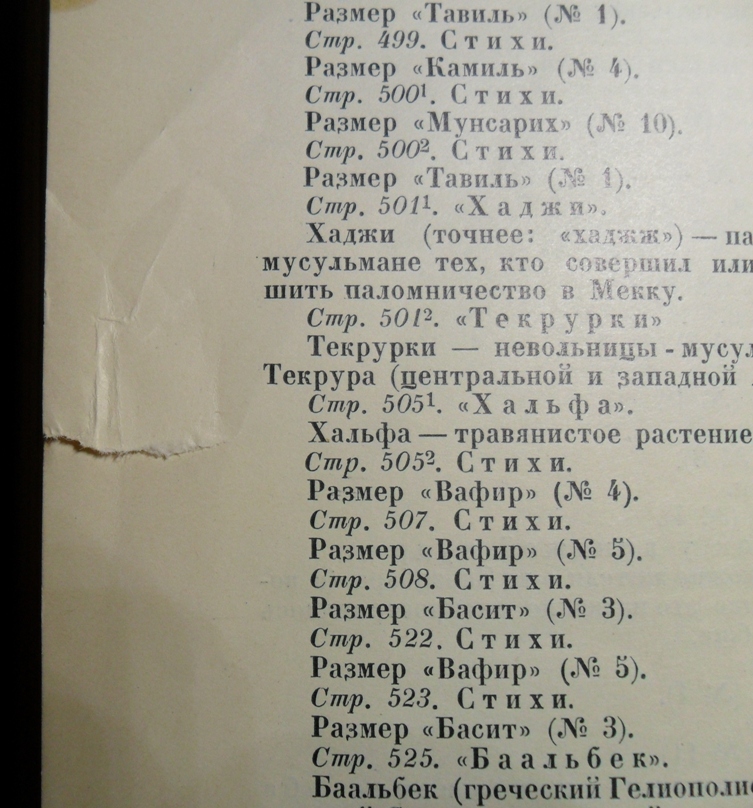 Размер «Тавиль» (№ 1).
Стр. 499. Стихи.
Размер «Камиль» (№ 4).
Стр. 500¹. Стихи.
Размер «Мунсарих» (№ 10).
Стр. 500². Стихи.
Размер «Тавиль» (№ 1).
Стр. 501¹. «Хаджи».
Хаджи (точнее: «хаджж») — па
мусульмане тех, кто совершил или
шить паломничество в Мекку.
Стр. 501². «Текрурки»
Текрурки — невольницы-мусул
Текрура (центральной и западной
Стр. 505¹. «Хальфа».
Хальфа — травянистое растение
Стр. 505². Стихи.
Размер «Вафир» (№ 4).
Стр. 507. Стихи.
Размер «Вафир» (№ 5).
Стр. 508. Стихи.
Размер «Басит» (№ 3).
Стр. 522. Стихи.
Размер «Вафир» (№ 5).
Стр. 523. Стихи.
Размер «Басит» (№ 3).
Стр. 525. «Баальбек».
Баальбек (греческий Гелиополи